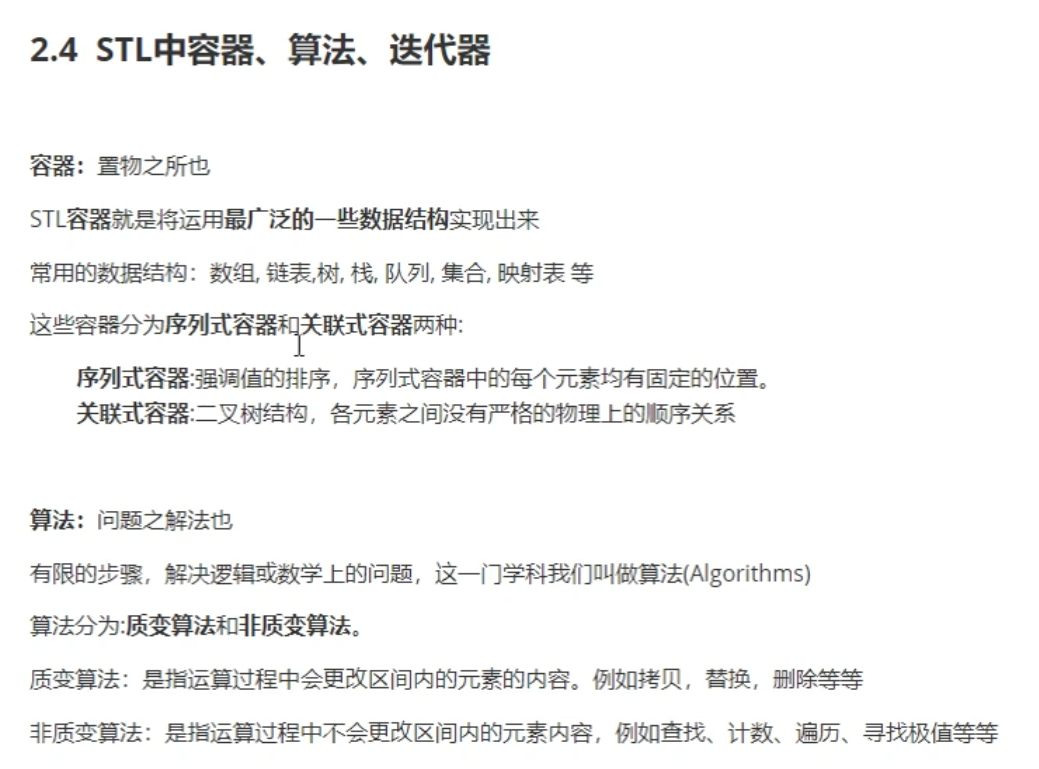 2.4 STL中容器、算法、迭代器
容器：置物之所也
STL容器就是将运用最广泛的一些数据结构实现出来
常用的数据结构：数组, 链表,树, 栈, 队列, 集合, 映射表 等
这些容器分为序列式容器和关联式容器两种:
序列式容器:强调值的排序，序列式容器中的每个元素均有固定的位置。
关联式容器:二叉树结构，各元素之间没有严格的物理上的顺序关系
算法：问题之解法也
有限的步骤，解决逻辑或数学上的问题，这一门学科我们叫做算法(Algorithms)
算法分为:质变算法和非质变算法。
质变算法：是指运算过程中会更改区间内的元素的内容。例如拷贝，替换，删除等等
非质变算法：是指运算过程中不会更改区间内的元素内容，例如查找、计数、遍历、寻找极值等等